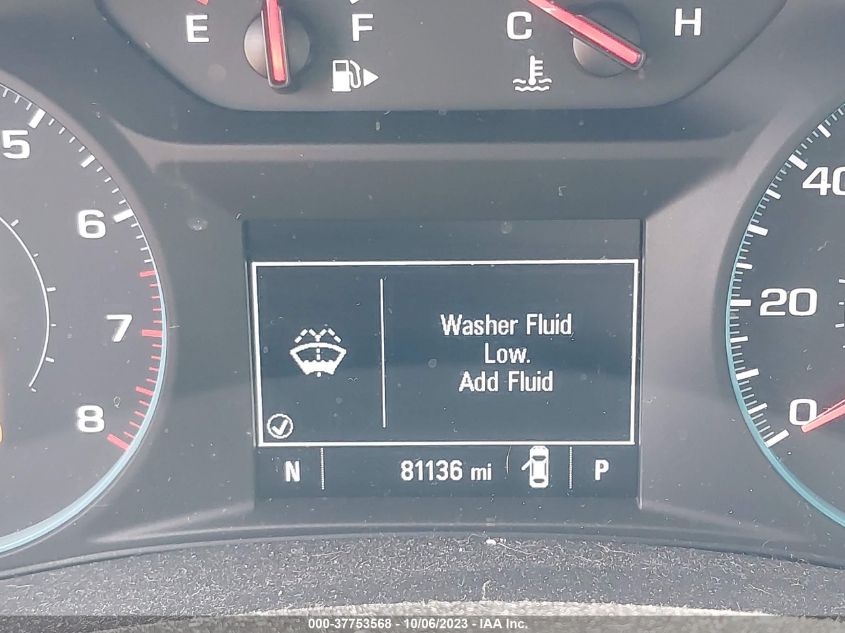 E F C H
5
6
7
8
40
20
0
Washer Fluid
Low.
Add Fluid
N 81136 mi P
000-37753568 - 10/06/2023 - IAA Inc.